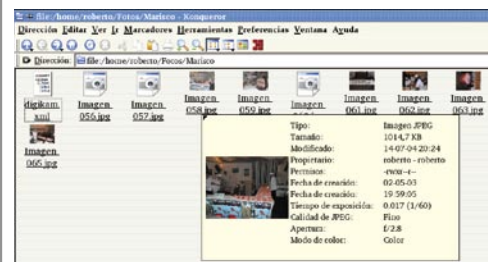 file:/home/roberto/Fotos/Marisco - Konqueror
Dirección Editar Ver Ir Marcadores Herramientas Preferencias Ventana Ayuda
Dirección: file:/home/roberto/Fotos/Marisco
digikam.xml
Imagen 056.jpg
Imagen 057.jpg
Imagen 058.jpg
Imagen 059.jpg
Imagen
Imagen 061.jpg
Imagen 062.jpg
Imagen 063.jpg
Imagen 065.jpg
Tipo: Imagen JPEG
Tamaño: 1014,7 KB
Modificado: 14-07-04 20:24
Propietario: roberto - roberto
Permisos: -rwxr--r--
Fecha de creación: 02-05-03
Fecha de creación: 19:59:05
Tiempo de exposición: 0.017 (1/60)
Calidad de JPEG: Fino
Apertura: f/2.8
Modo de color: Color